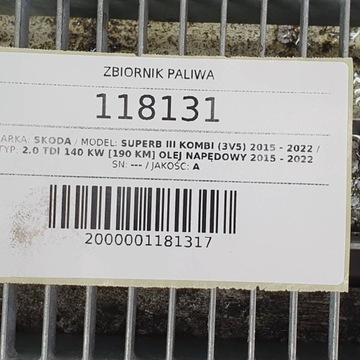 ZBIORNIK PALIWA
118131
ARKA: SKODA / MODEL: SUPERB III KOMBI (3V5) 2015 - 2022 /
TYP: 2.0 TDI 140 KW [190 KM] OLEJ NAPĘDOWY 2015 - 2022
SN: --- / JAKOŚĆ: A
2000001181317